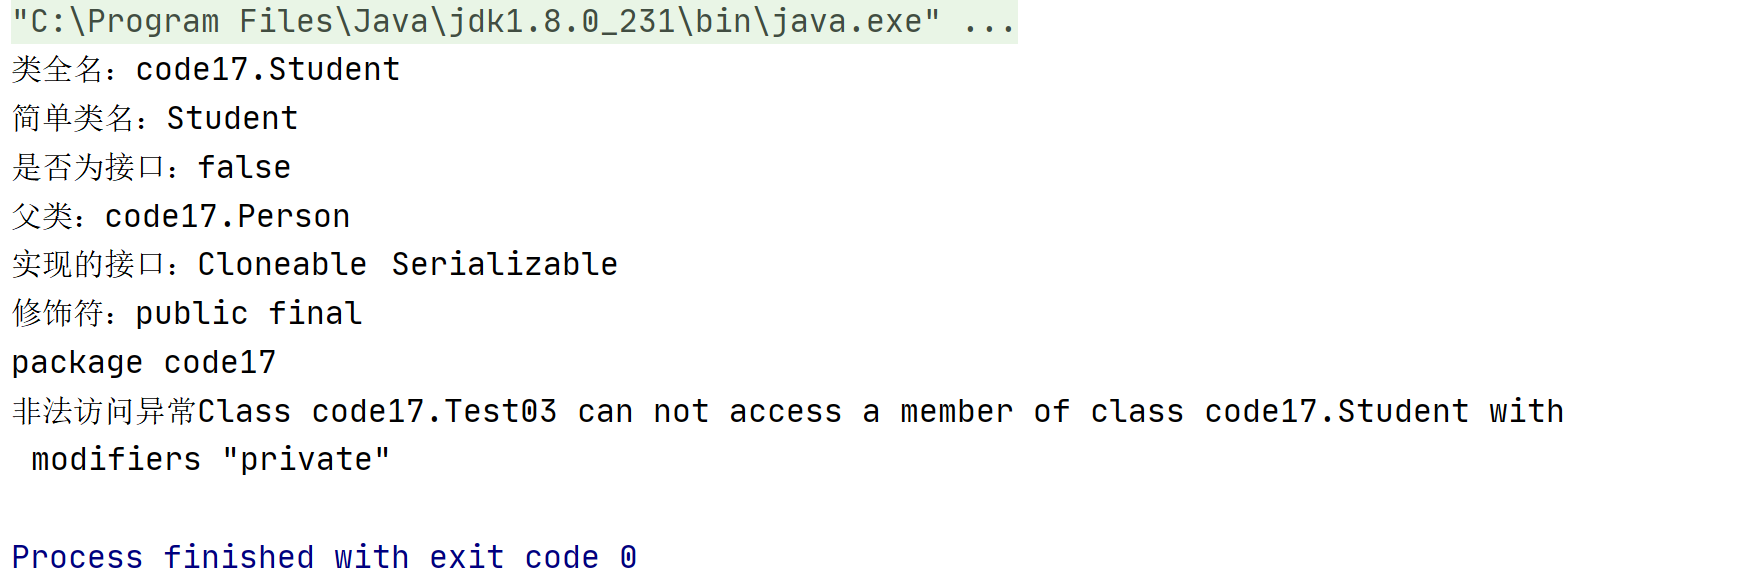 "C:\Program Files\Java\jdk1.8.0_231\bin\java.exe" ...
类全名：code17.Student
简单类名：Student
是否为接口：false
父类：code17.Person
实现的接口：Cloneable Serializable
修饰符：public final
package code17
非法访问异常Class code17.Test03 can not access a member of class code17.Student with
 modifiers "private"
Process finished with exit code 0